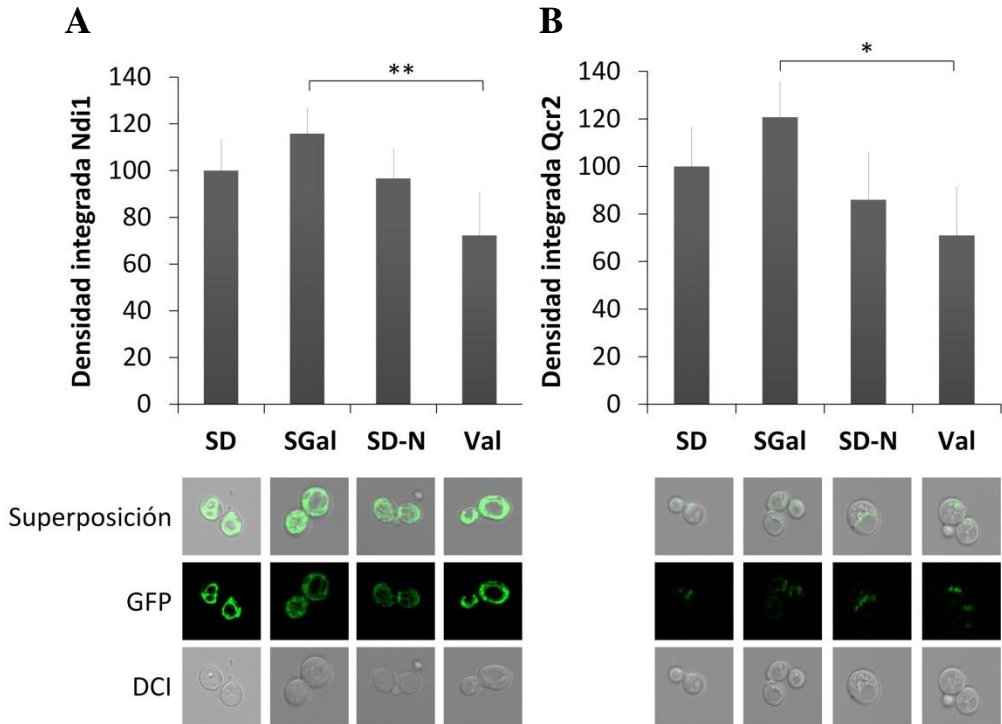 A
Densidad integrada Ndi1
140
120
100
80
60
40
20
0
**
SD SGal SD-N Val
B
Densidad integrada Qcr2
140
120
100
80
60
40
20
0
*
SD SGal SD-N Val
Superposición
GFP
DCI